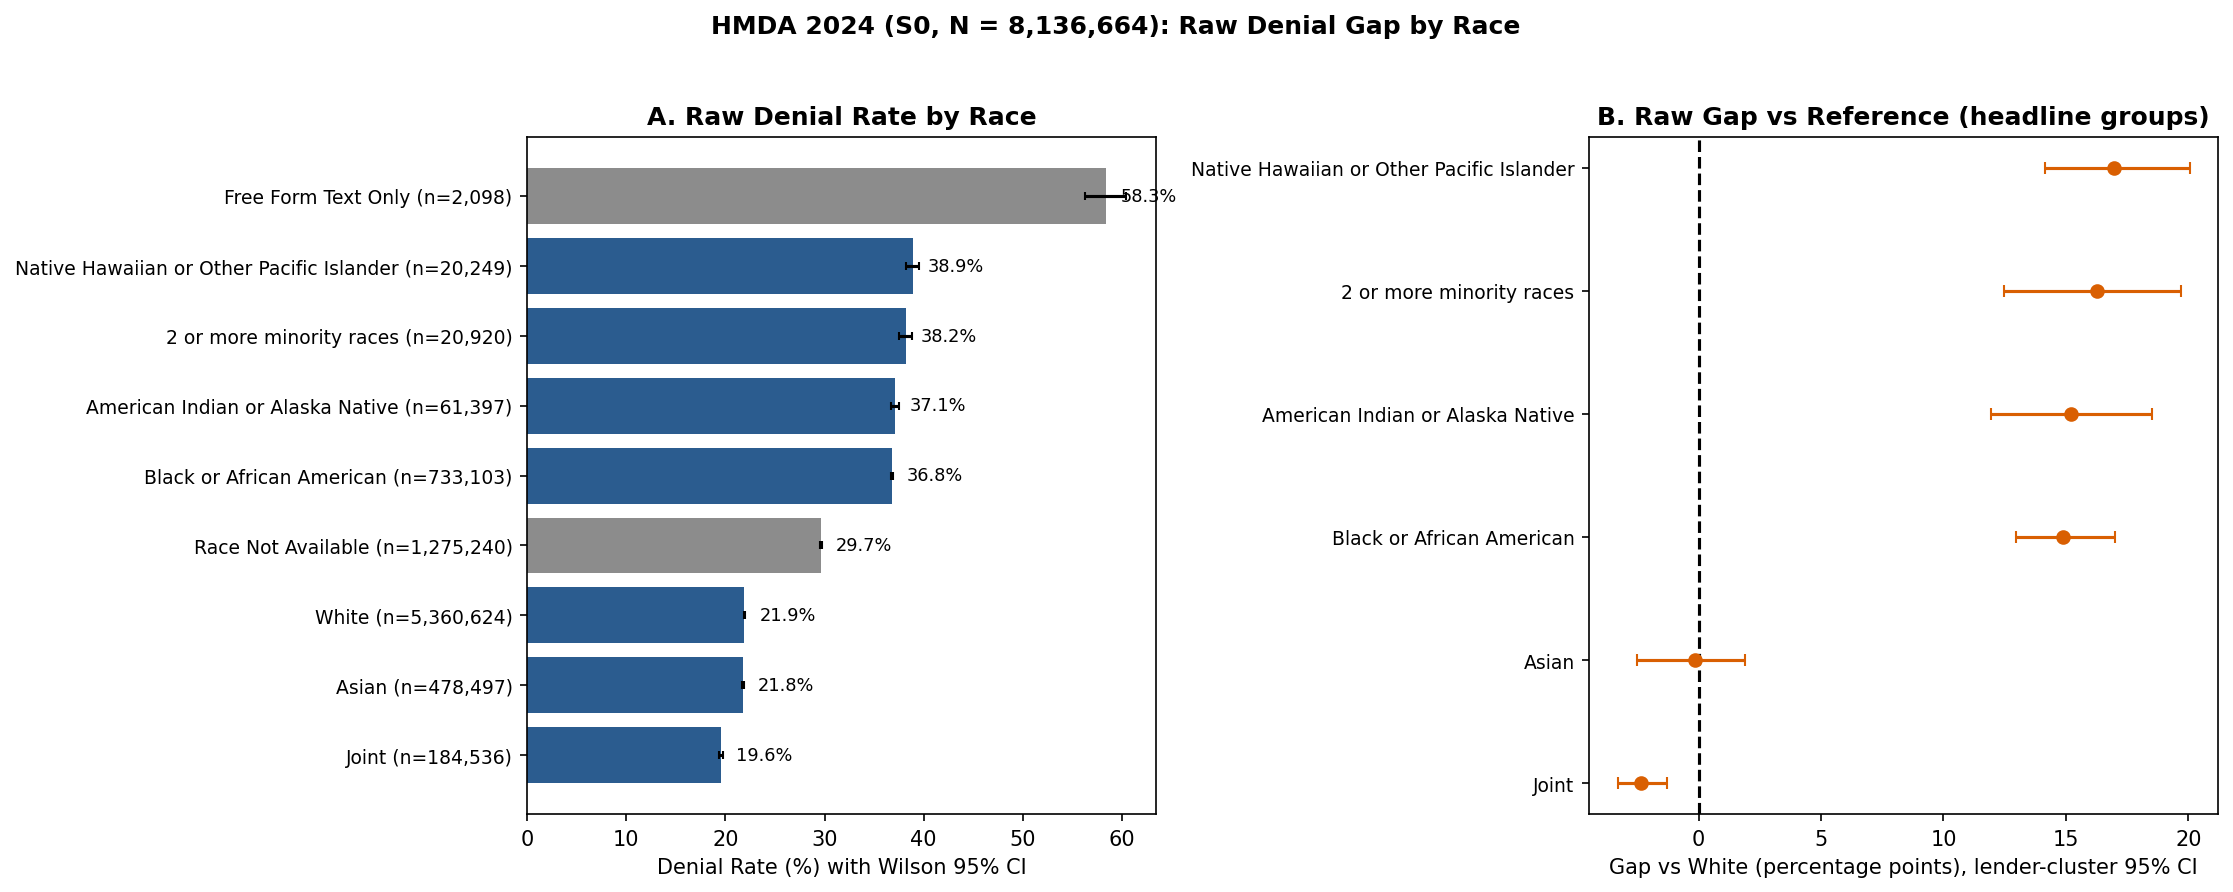 HMDA 2024 (S0, N = 8,136,664): Raw Denial Gap by Race
A. Raw Denial Rate by Race
Free Form Text Only (n=2,098)
58.3%
Native Hawaiian or Other Pacific Islander (n=20,249)
38.9%
2 or more minority races (n=20,920)
38.2%
American Indian or Alaska Native (n=61,397)
37.1%
Black or African American (n=733,103)
36.8%
Race Not Available (n=1,275,240)
29.7%
White (n=5,360,624)
21.9%
Asian (n=478,497)
21.8%
Joint (n=184,536)
19.6%
0 10 20 30 40 50 60
Denial Rate (%) with Wilson 95% CI
B. Raw Gap vs Reference (headline groups)
Native Hawaiian or Other Pacific Islander
2 or more minority races
American Indian or Alaska Native
Black or African American
Asian
Joint
0 5 10 15 20
Gap vs White (percentage points), lender-cluster 95% CI